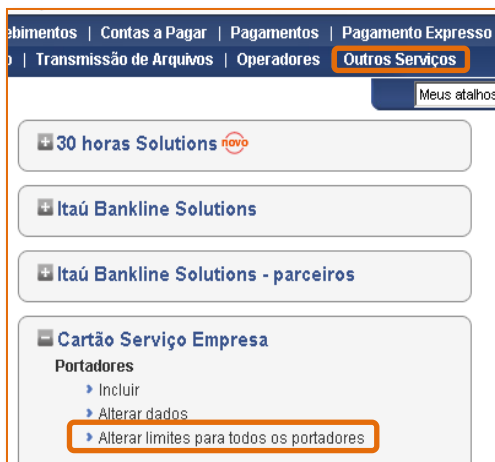 ebimentos | Contas a Pagar | Pagamentos | Pagamento Expresso
| Transmissão de Arquivos | Operadores | Outros Serviços
Meus atalhos
30 horas Solutions novo
Itaú Bankline Solutions
Itaú Bankline Solutions - parceiros
Cartão Serviço Empresa
Portadores
Incluir
Alterar dados
Alterar limites para todos os portadores